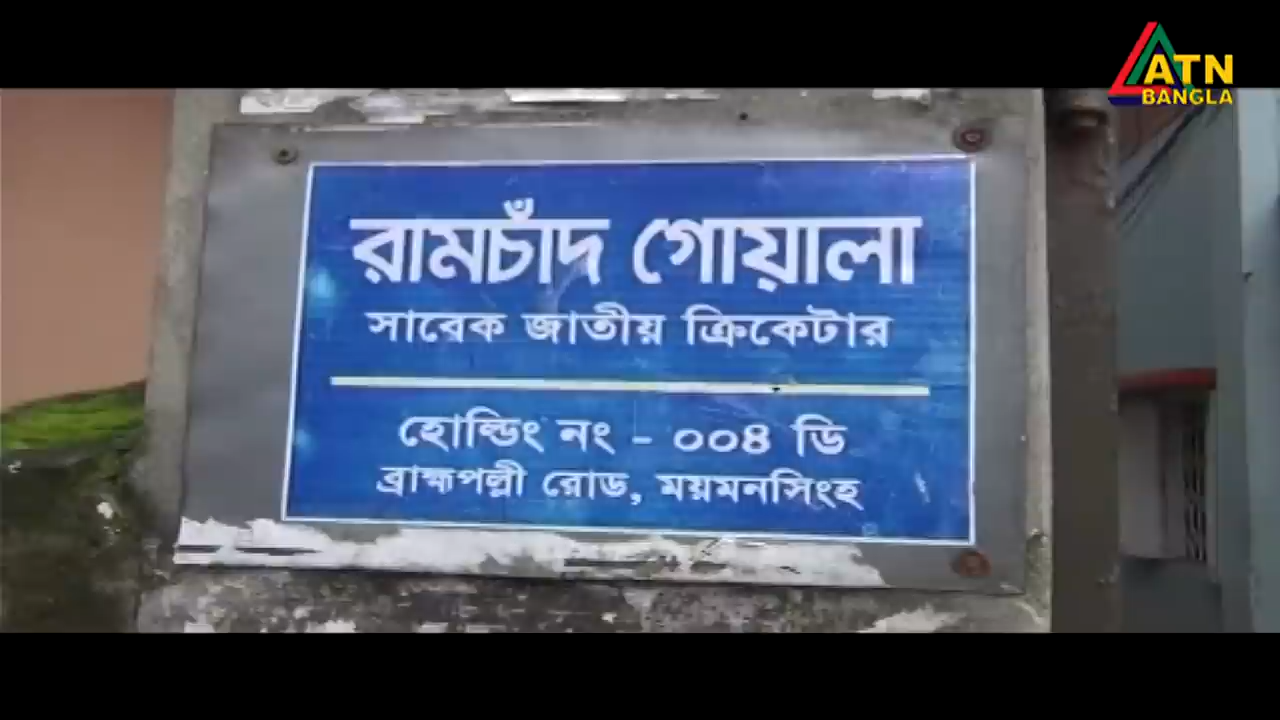 ATN
BANGLA
রামচাঁদ গোয়ালা
সাবেক জাতীয় ক্রিকেটার
হোল্ডিং নং - ০০৪ ডি
ব্রাহ্মপল্লী রোড, ময়মনসিংহ